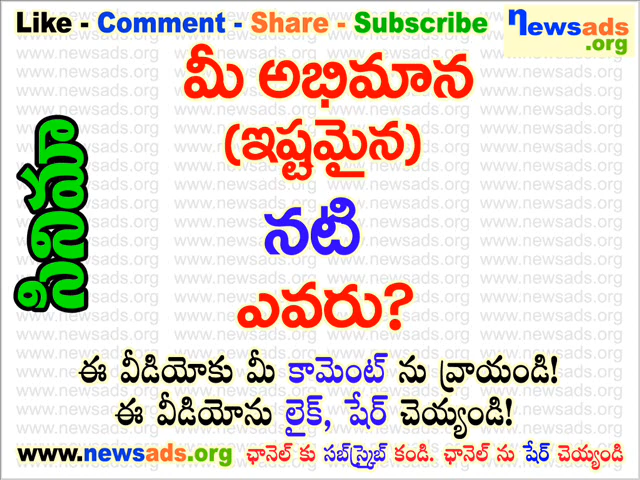 Like - Comment - Share - Subscribe
newsads
.org
మీ అభిమాన
(ఇష్టమైన)
నటి
ఎవరు?
సినిమా
ఈ వీడియోకు మీ కామెంట్ ను వ్రాయండి!
ఈ వీడియోను లైక్, షేర్ చెయ్యండి!
www.newsads.org ఛానెల్ కు సబ్‌స్క్రైబ్ కండి. ఛానెల్ ను షేర్ చెయ్యండి